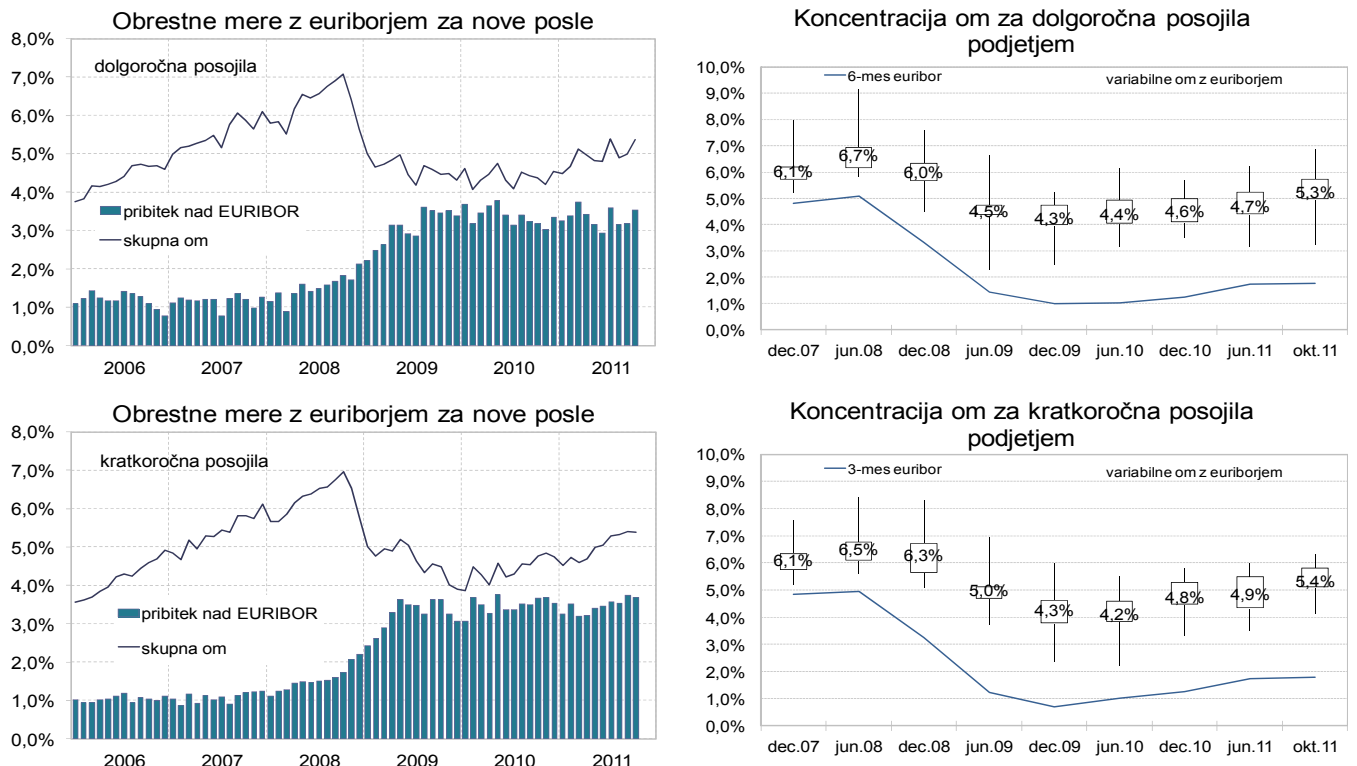 Obrestne mere z euriborjem za nove posle
8,0%
7,0%
6,0%
5,0%
4,0%
3,0%
2,0%
1,0%
0,0%
dolgoročna posojila
pribitek nad EURIBOR
skupna om
2006 2007 2008 2009 2010 2011
Koncentracija om za dolgoročna posojila
podjetjem
10,0%
9,0%
8,0%
7,0%
6,0%
5,0%
4,0%
3,0%
2,0%
1,0%
0,0%
6-mes euribor
variabilne om z euriborjem
6,1% 6,7% 6,0% 4,5% 4,3% 4,4% 4,6% 4,7% 5,3%
dec.07 jun.08 dec.08 jun.09 dec.09 jun.10 dec.10 jun.11 okt.11
Obrestne mere z euriborjem za nove posle
8,0%
7,0%
6,0%
5,0%
4,0%
3,0%
2,0%
1,0%
0,0%
kratkoročna posojila
pribitek nad EURIBOR
skupna om
2006 2007 2008 2009 2010 2011
Koncentracija om za kratkoročna posojila
podjetjem
10,0%
9,0%
8,0%
7,0%
6,0%
5,0%
4,0%
3,0%
2,0%
1,0%
0,0%
3-mes euribor
variabilne om z euriborjem
6,1% 6,5% 6,3% 5,0% 4,3% 4,2% 4,8% 4,9% 5,4%
dec.07 jun.08 dec.08 jun.09 dec.09 jun.10 dec.10 jun.11 okt.11